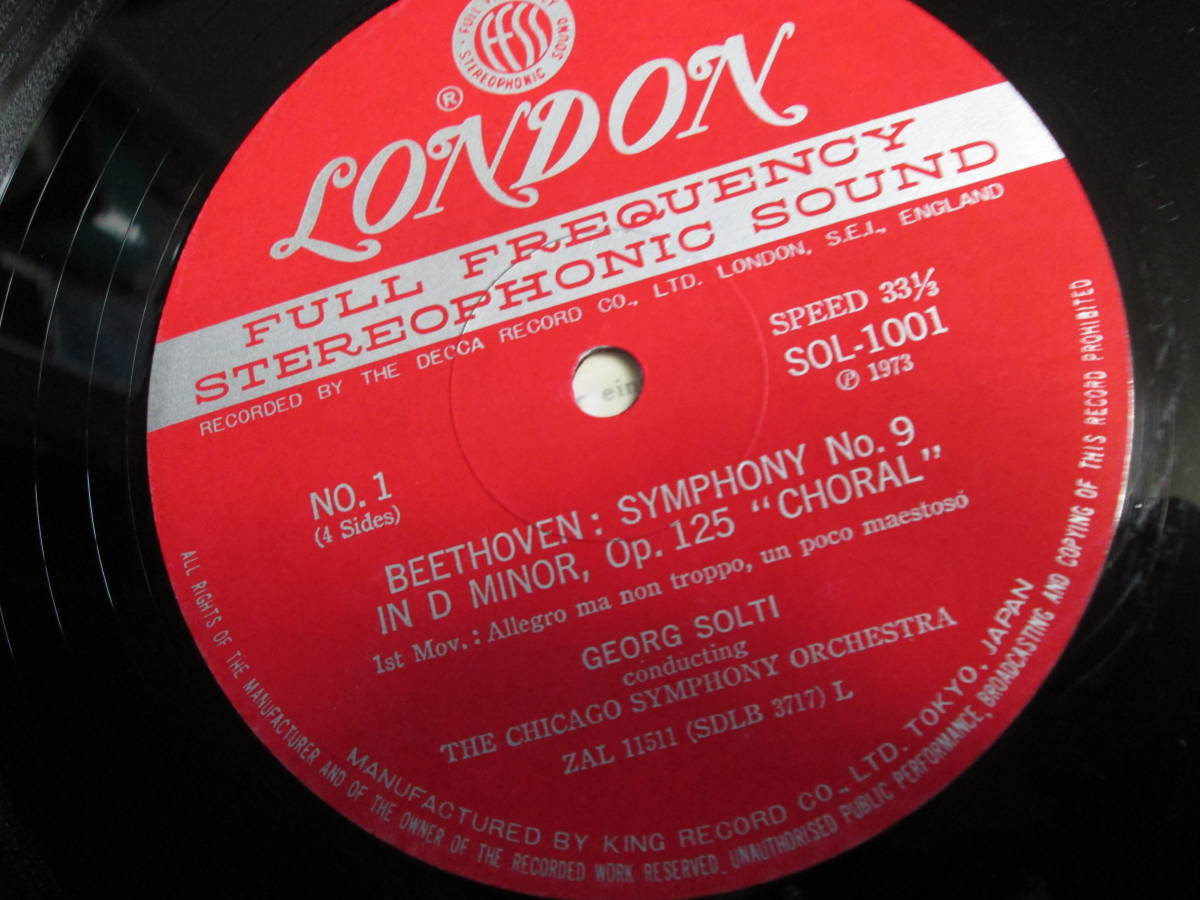 FULL FREQUENCY
FFSS
STEREOPHONIC SOUND
®
LONDON
FULL FREQUENCY
STEREOPHONIC SOUND
RECORDED BY THE DECCA RECORD CO., LTD. LONDON, S.E.I., ENGLAND
SPEED 33⅓
SOL-1001
Ⓟ 1973
ein
NO. 1
(4 Sides)
BEETHOVEN: SYMPHONY No. 9
IN D MINOR, Op. 125 “CHORAL”
1st Mov.: Allegro ma non troppo, un poco maestosó
GEORG SOLTI
conducting
THE CHICAGO SYMPHONY ORCHESTRA
ZAL 11511 (SDLB 3717) L
MANUFACTURED BY KING RECORD CO., LTD. TOKYO, JAPAN
ALL RIGHTS OF THE MANUFACTURER AND OF THE OWNER OF THE RECORDED WORK RESERVED. UNAUTHORISED PUBLIC PERFORMANCE, BROADCASTING AND COPYING OF THIS RECORD PROHIBITED